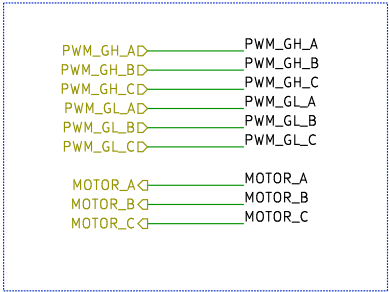 PWM_GH_A PWM_GH_A
PWM_GH_B PWM_GH_B
PWM_GH_C PWM_GH_C
PWM_GL_A PWM_GL_A
PWM_GL_B PWM_GL_B
PWM_GL_C PWM_GL_C
MOTOR_A MOTOR_A
MOTOR_B MOTOR_B
MOTOR_C MOTOR_C